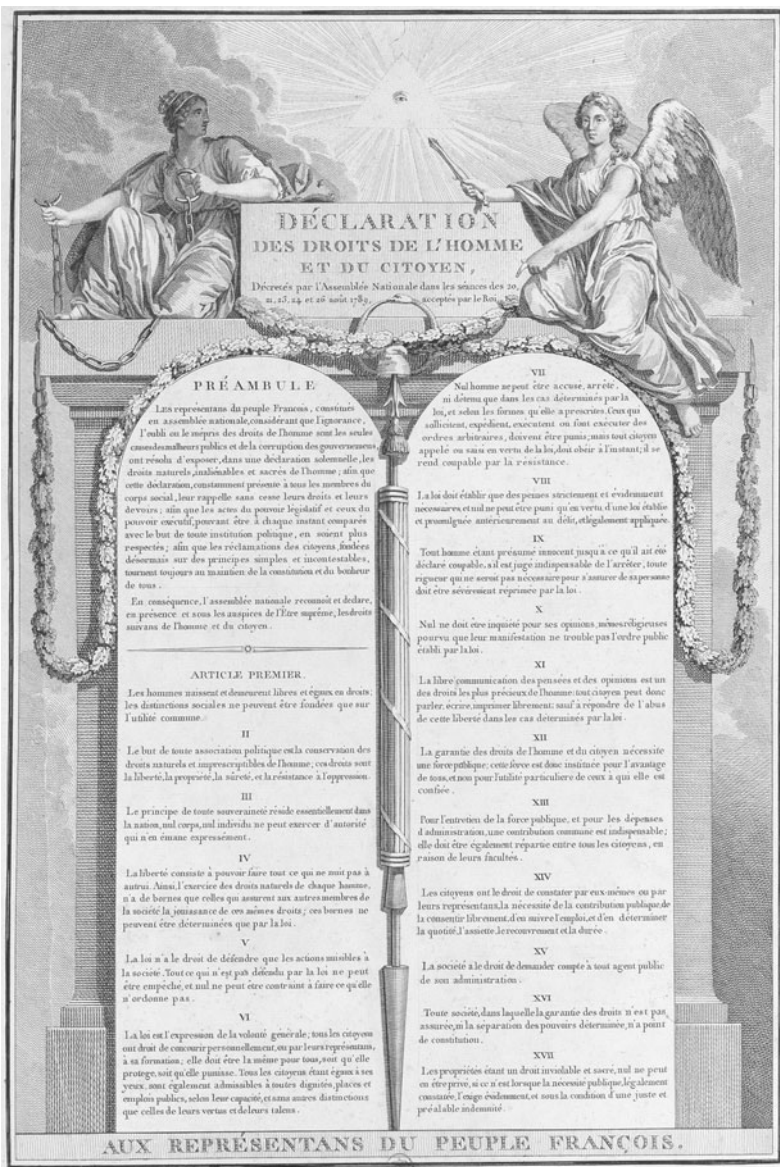 DÉCLARATION
DES DROITS DE L'HOMME
ET DU CITOYEN,
Décretés par l'Assemblée Nationale dans les séances des 20,
21, 23, 24 et 26 août 1789, acceptés par le Roi
PRÉAMBULE
LES représentans du peuple François, constitués
en assemblée nationale, considérant que l'ignorance,
l'oubli ou le mépris des droits de l'homme sont les seules
causes des malheurs publics et de la corruption des gouvernemens,
ont résolu d'exposer, dans une déclaration solemnelle, les
droits naturels, inaliénables et sacrés de l'homme; afin que
cette déclaration, constamment présente à tous les membres du
corps social, leur rappelle sans cesse leurs droits et leurs
devoirs; afin que les actes du pouvoir législatif et ceux du
pouvoir exécutif, pouvant être à chaque instant comparés
avec le but de toute institution politique, en soient plus
respectés; afin que les réclamations des citoyens, fondées
désormais sur des principes simples et incontestables,
tournent toujours au maintien de la constitution et du bonheur
de tous.
En conséquence, l'assemblée nationale reconnoît et declare,
en présence et sous les auspices de l'Être suprême, les droits
suivans de l'homme et du citoyen.
ARTICLE PREMIER.
Les hommes naissent et demeurent libres et égaux en droits;
les distinctions sociales ne peuvent être fondées que sur
l'utilité commune.
II
Le but de toute association politique est la conservation des
droits naturels et imprescriptibles de l'homme; ces droits sont
la liberté, la propriété, la sûreté, et la résistance à l'oppression.
III
Le principe de toute souveraineté réside essentiellement dans
la nation, nul corps, nul individu ne peut exercer d'autorité
qui n'en émane expressément.
IV
La liberté consiste à pouvoir faire tout ce qui ne nuit pas à
autrui. Ainsi, l'exercice des droits naturels de chaque homme,
n'a de bornes que celles qui assurent aux autres membres de
la société la jouissance de ces mêmes droits; ces bornes ne
peuvent être déterminées que par la loi.
V
La loi n'a le droit de défendre que les actions nuisibles à
la société. Tout ce qui n'est pas défendu par la loi ne peut
être empêché, et nul ne peut être contraint à faire ce qu'elle
n'ordonne pas.
VI
La loi est l'expression de la volonté générale; tous les citoyens
ont droit de concourir personnellement, ou par leurs représentans,
à sa formation; elle doit être la même pour tous, soit qu'elle
protege, soit qu'elle punisse. Tous les citoyens étant égaux à ses
yeux, sont également admissibles à toutes dignités, places et
emplois publics, selon leur capacité, et sans autres distinctions
que celles de leurs vertus et de leurs talens.
VII
Nul homme ne peut être accusé, arrêté,
ni détenu que dans les cas déterminés par la
loi, et selon les formes qu'elle a prescrites. Ceux qui
sollicitent, expédient, exécutent ou font exécuter des
ordres arbitraires, doivent être punis; mais tout citoyen
appelé ou saisi en vertu de la loi, doit obéir à l'instant; il se
rend coupable par la résistance.
VIII
La loi doit établir que des peines strictement et évidemment
nécessaires, et nul ne peut être puni qu'en vertu d'une loi établie
et promulguée antérieurement au délit, et légalement appliquée.
IX
Tout homme étant présumé innocent jusqu'à ce qu'il ait été
déclaré coupable, s'il est jugé indispensable de l'arrêter, toute
rigueur qui ne seroit pas nécessaire pour s'assurer de sa personne
doit être sévèrement réprimée par la loi.
X
Nul ne doit être inquiété pour ses opinions, mêmes religieuses
pourvu que leur manifestation ne trouble pas l'ordre public
établi par la loi.
XI
La libre communication des pensées et des opinions est un
des droits les plus précieux de l'homme: tout citoyen peut donc
parler, écrire, imprimer librement; sauf à répondre de l'abus
de cette liberté dans les cas déterminés par la loi.
XII
La garantie des droits de l'homme et du citoyen nécessite
une force publique; cette force est donc instituée pour l'avantage
de tous, et non pour l'utilité particuliere de ceux à qui elle est
confiée.
XIII
Pour l'entretien de la force publique, et pour les dépenses
d'administration, une contribution commune est indispensable;
elle doit être également répartie entre tous les citoyens, en
raison de leurs facultés.
XIV
Les citoyens ont le droit de constater par eux-mêmes ou par
leurs représentans, la nécessité de la contribution publique, de
la consentir librement, d'en suivre l'emploi, et d'en déterminer
la quotité, l'assiette, le recouvrement et la durée.
XV
La société a le droit de demander compte à tout agent public
de son administration.
XVI
Toute société, dans laquelle la garantie des droits n'est pas
assurée, ni la séparation des pouvoirs déterminée, n'a point
de constitution.
XVII
Les propriétés étant un droit inviolable et sacré, nul ne peut
en être privé, si ce n'est lorsque la nécessité publique, légalement
constatée, l'exige évidemment, et sous la condition d'une juste et
préalable indemnité.
AUX REPRÉSENTANS DU PEUPLE FRANÇOIS.